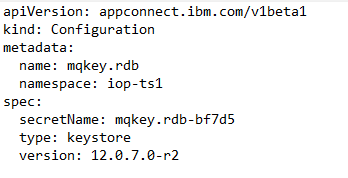 apiVersion: appconnect.ibm.com/v1beta1
kind: Configuration
metadata:
  name: mqkey.rdb
  namespace: iop-ts1
spec:
  secretName: mqkey.rdb-bf7d5
  type: keystore
  version: 12.0.7.0-r2